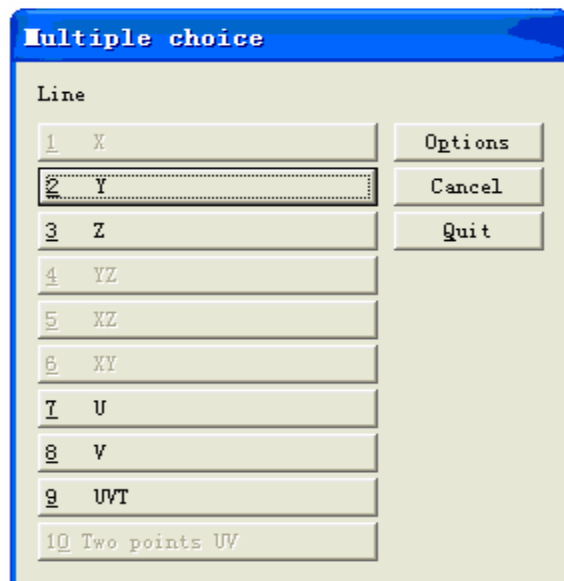 Multiple choice
Line
1 X
Options
2 Y
Cancel
3 Z
Quit
4 YZ
5 XZ
6 XY
7 U
8 V
9 UVT
10 Two points UV